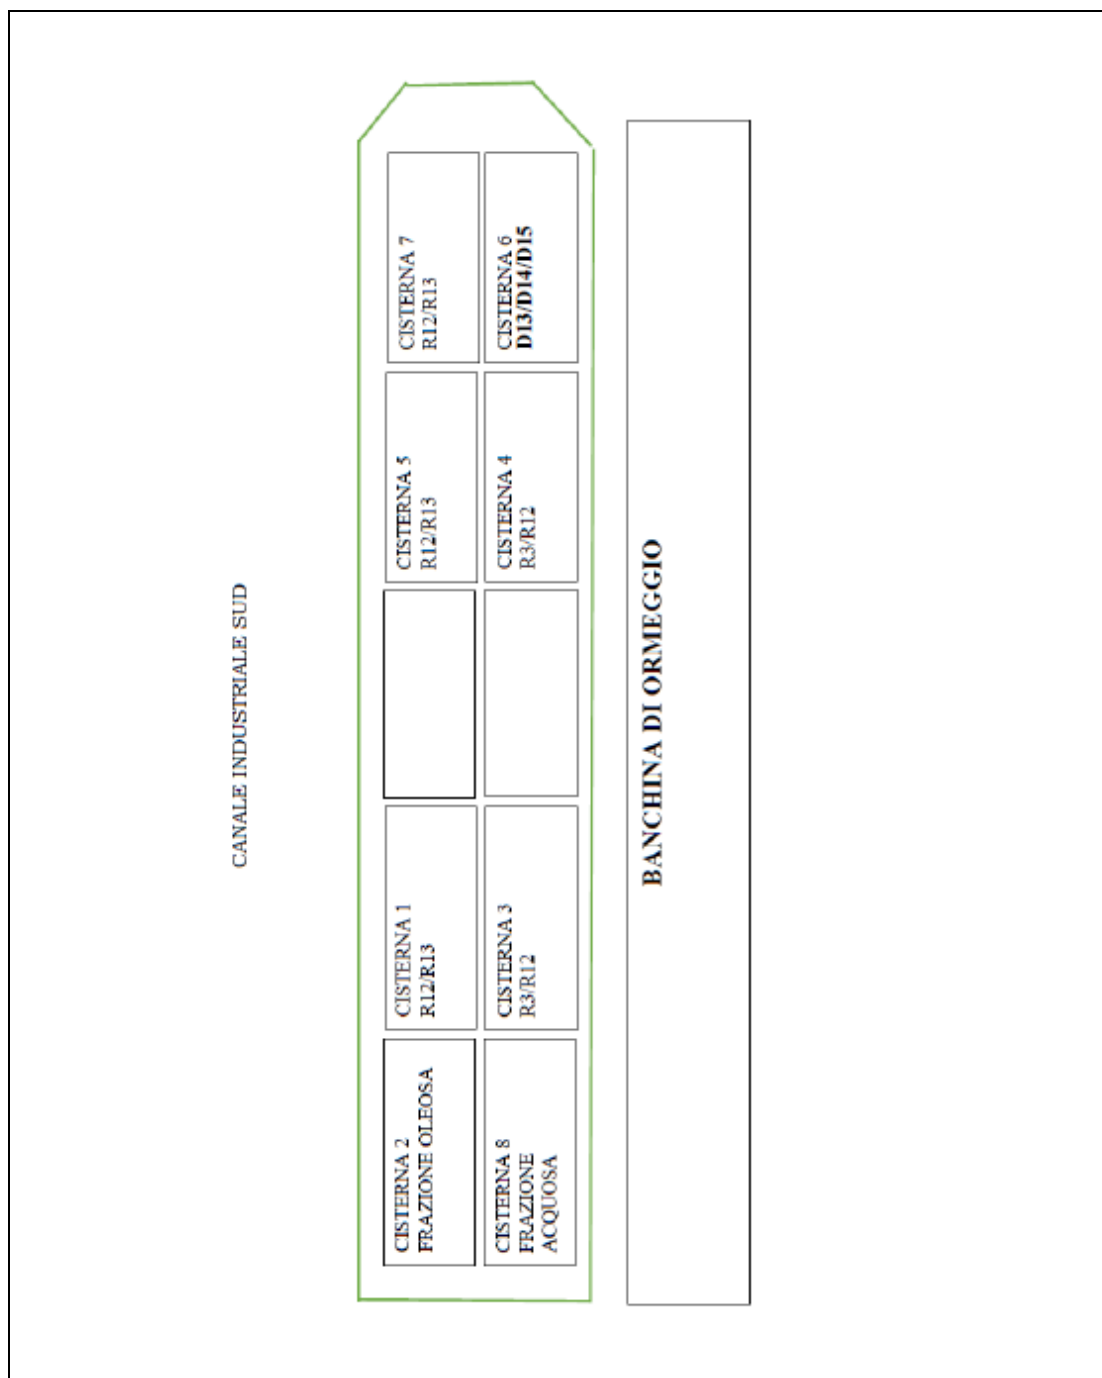 CANALE INDUSTRIALE SUD
CISTERNA 2
FRAZIONE OLEOSA
CISTERNA 1
R12/R13
CISTERNA 5
R12/R13
CISTERNA 7
R12/R13
CISTERNA 8
FRAZIONE
ACQUOSA
CISTERNA 3
R3/R12
CISTERNA 4
R3/R12
CISTERNA 6
D13/D14/D15
BANCHINA DI ORMEGGIO